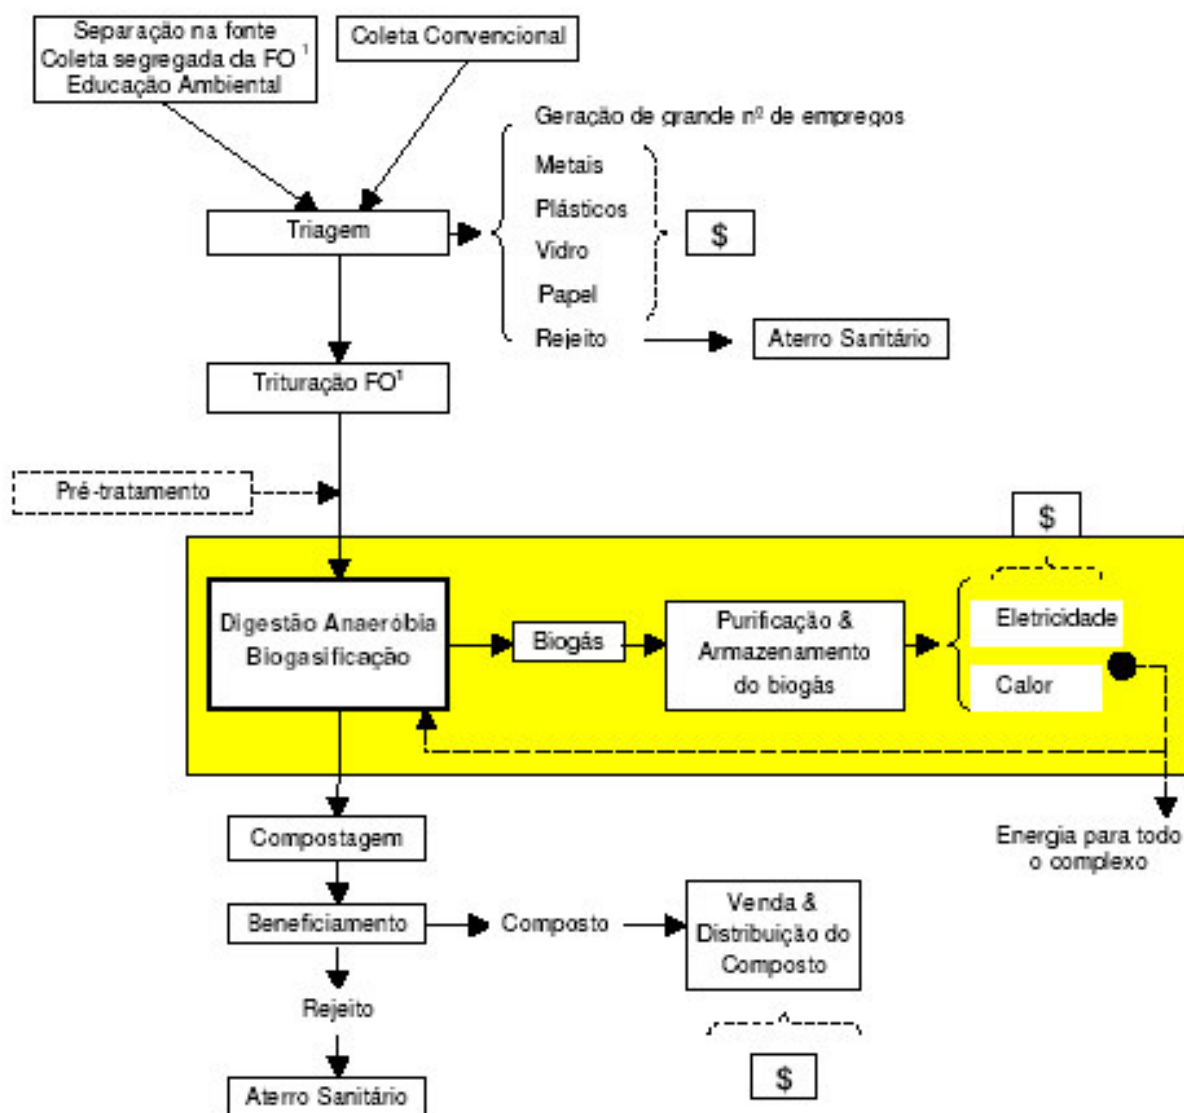 Separação na fonte
Coleta segregada da FO ¹
Educação Ambiental
Coleta Convencional
Geração de grande nº de empregos
Metais
Plásticos
Vidro
Papel
Rejeito
$
Triagem
Aterro Sanitário
Trituração FO¹
Pré-tratamento
$
Digestão Anaeróbia
Biogasificação
Biogás
Purificação &
Armazenamento
do biogás
Eletricidade
Calor
Compostagem
Energia para todo
o complexo
Beneficiamento
Composto
Venda &
Distribuição do
Composto
Rejeito
$
Aterro Sanitário